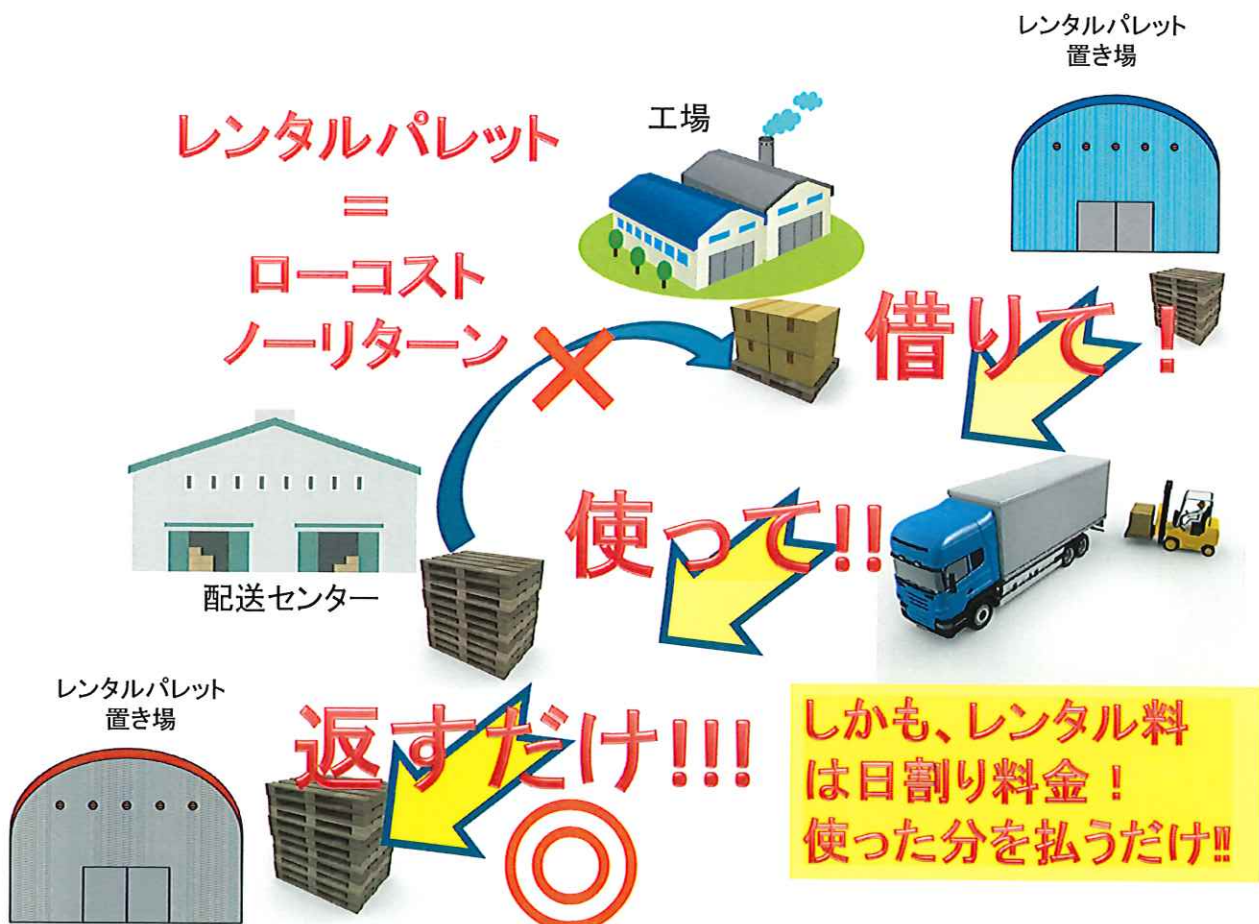 レンタルパレット
置き場
工場
レンタルパレット
=
ローコスト
ノーリターン
借りて!
使って!!
配送センター
レンタルパレット
置き場
返すだけ!!!
しかも、レンタル料
は日割り料金!
使った分を払うだけ!!